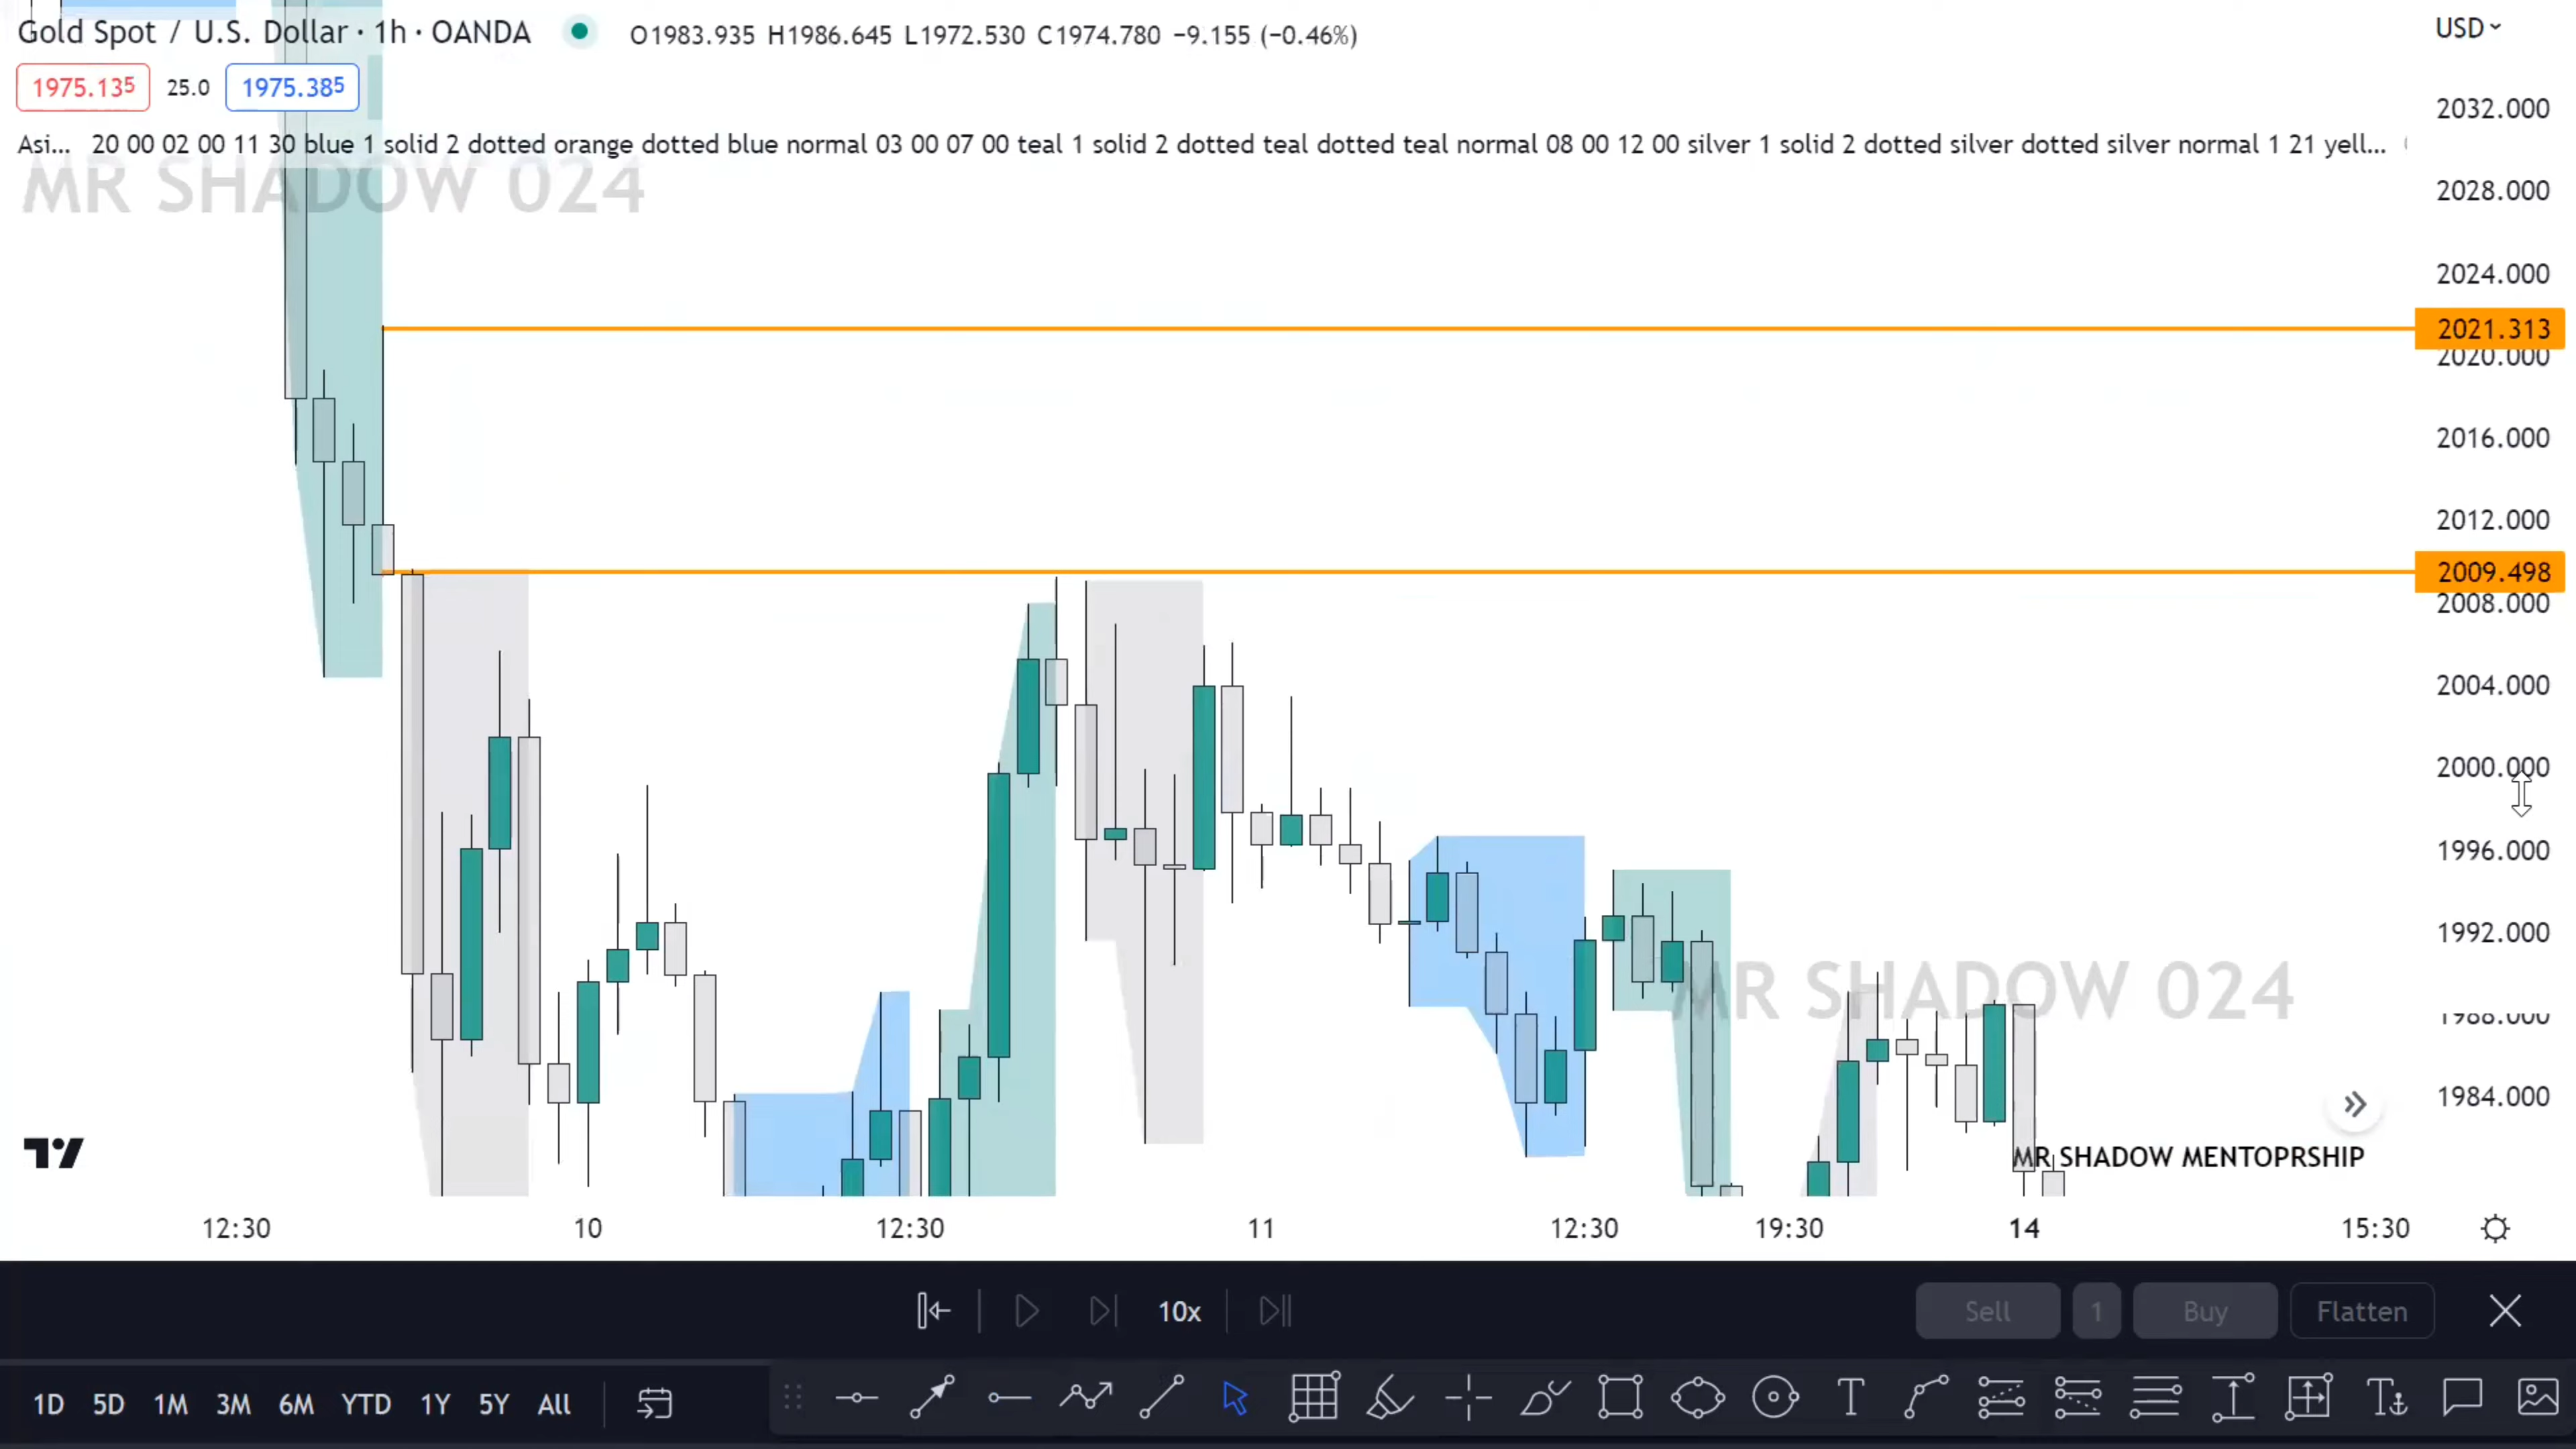 Gold Spot / U.S. Dollar · 1h · OANDA O1983.935 H1986.645 L1972.530 C1974.780 −9.155 (−0.46%)
USD
1975.135 25.0 1975.385
Asi... 20 00 02 00 11 30 blue 1 solid 2 dotted orange dotted blue normal 03 00 07 00 teal 1 solid 2 dotted teal dotted teal normal 08 00 12 00 silver 1 solid 2 dotted silver dotted silver normal 1 21 yell...
MR SHADOW 024
2032.000
2028.000
2024.000
2021.313
2020.000
2016.000
2012.000
2009.498
2008.000
2004.000
2000.000
1996.000
1992.000
MR SHADOW 024
1988.000
1984.000
MR SHADOW MENTOPRSHIP
12:30 10 12:30 11 12:30 19:30 14 15:30
10x Sell 1 Buy Flatten
1D 5D 1M 3M 6M YTD 1Y 5Y All